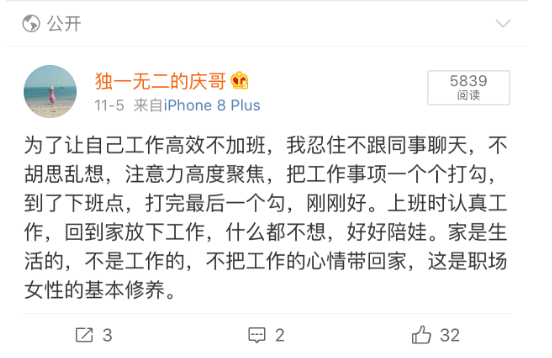 公开
独一无二的庆哥
5839
阅读
11-5 来自iPhone 8 Plus
为了让自己工作高效不加班，我忍住不跟同事聊天，不
胡思乱想，注意力高度聚焦，把工作事项一个个打勾，
到了下班点，打完最后一个勾，刚刚好。上班时认真工
作，回到家放下工作，什么都不想，好好陪娃。家是生
活的，不是工作的，不把工作的心情带回家，这是职场
女性的基本修养。
3 2 32